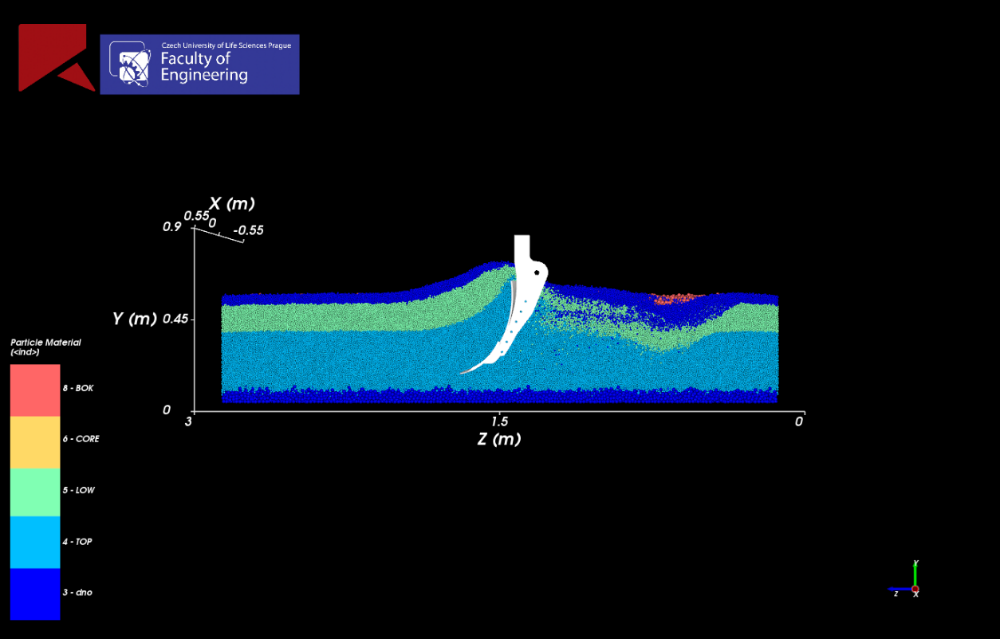 Czech University of Life Sciences Prague
Faculty of
Engineering
X (m)
0.55
0
-0.55
0.9
Y (m)
0.45
0
3
1.5
0
Z (m)
Particle Material
(<ind>)
8 - BOK
6 - CORE
5 - LOW
4 - TOP
3 - dno
Y
Z
X